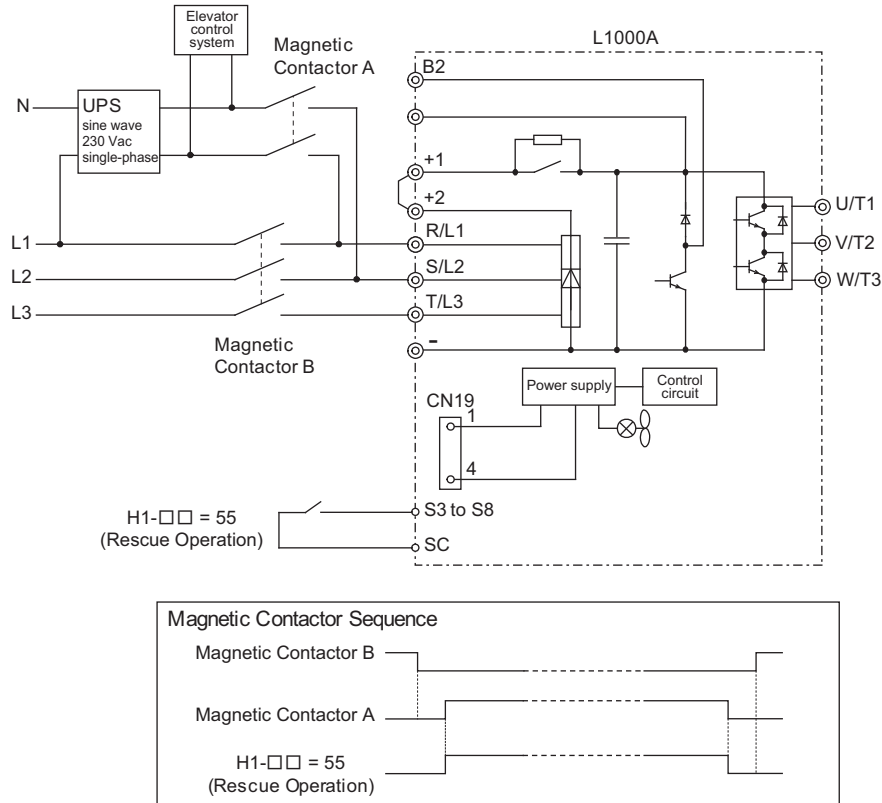 Elevator
control
system
Magnetic
Contactor A
L1000A
B2
N
UPS
sine wave
230 Vac
single-phase
+1
+2
U/T1
L1
R/L1
V/T2
L2
S/L2
W/T3
L3
T/L3
-
Magnetic
Contactor B
Power supply
Control
circuit
CN19
1
4
H1-□□ = 55
(Rescue Operation)
S3 to S8
SC
Magnetic Contactor Sequence
Magnetic Contactor B
Magnetic Contactor A
H1-□□ = 55
(Rescue Operation)